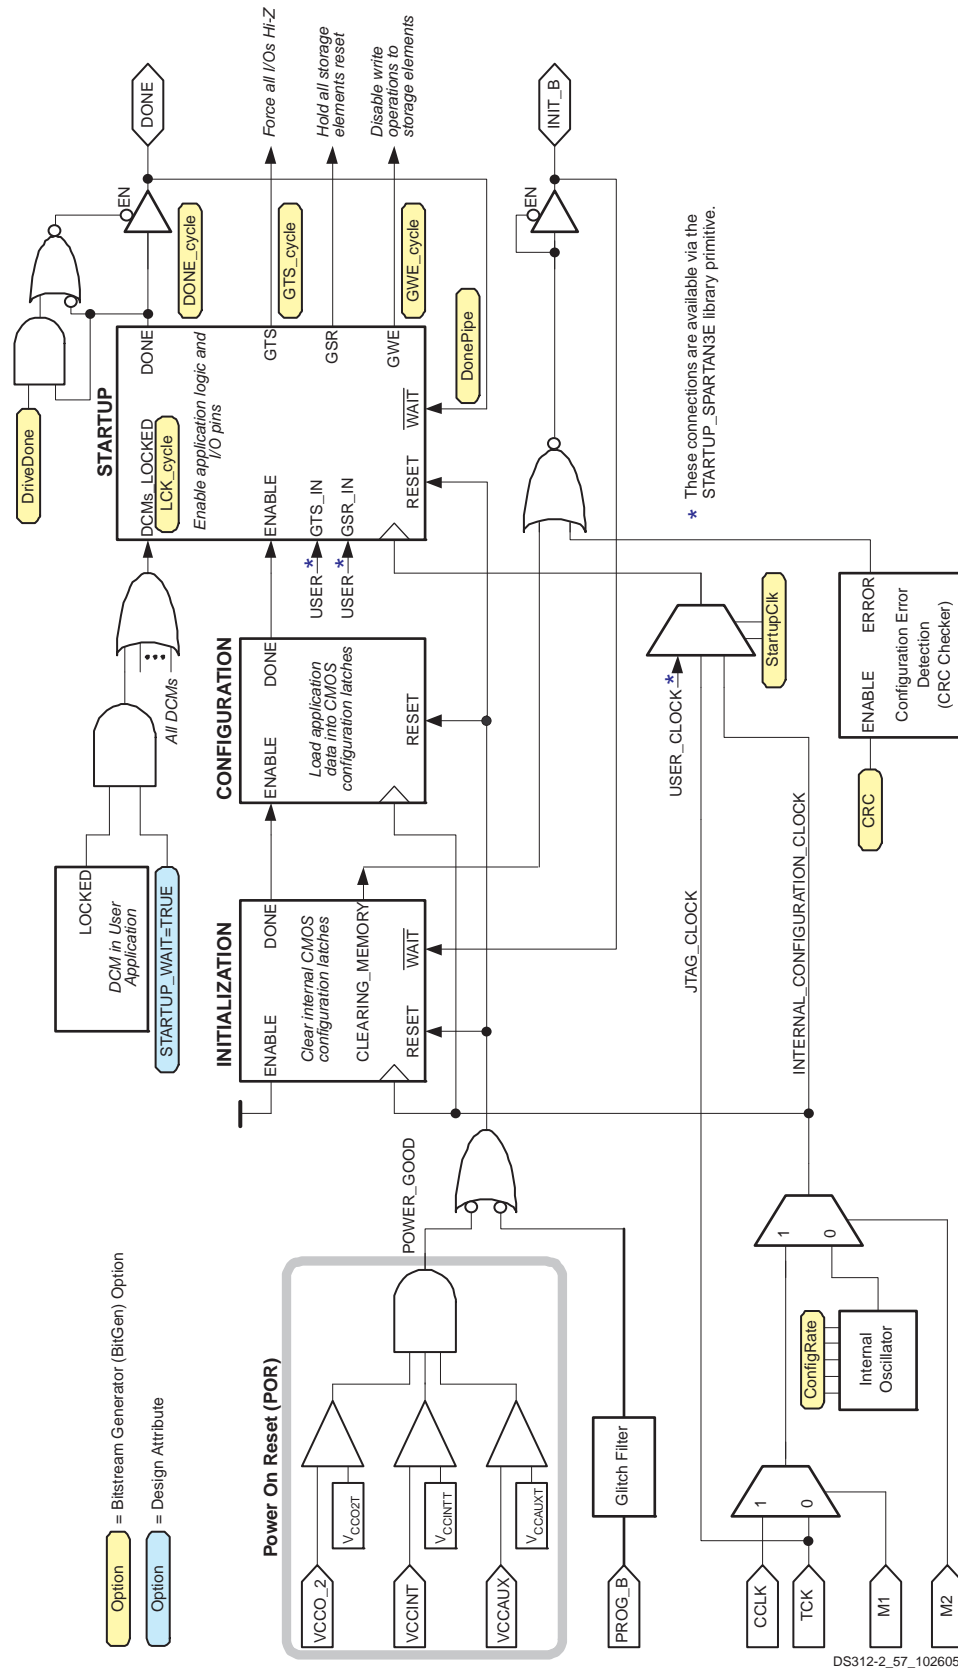 Option = Bitstream Generator (BitGen) Option
Option = Design Attribute
Power On Reset (POR)
VCCO_2
VCCO2T
VCCINT
VCCINTT
VCCAUX
VCCAUXT
POWER_GOOD
PROG_B
Glitch Filter
CCLK
TCK
1
0
M1
M2
ConfigRate
Internal
Oscillator
1
0
DCM in User
Application
LOCKED
STARTUP_WAIT=TRUE
All DCMs
INITIALIZATION
ENABLE
DONE
Clear internal CMOS
configuration latches
CLEARING_MEMORY
RESET
WAIT
CONFIGURATION
ENABLE
DONE
Load application
data into CMOS
configuration latches
RESET
STARTUP
DCMs_LOCKED
LCK_cycle
DONE
Enable application logic and
I/O pins
ENABLE
GTS
USER * GTS_IN
USER * GSR_IN
GSR
GWE
RESET
WAIT
DriveDone
EN
DONE
DONE_cycle
GTS_cycle
GWE_cycle
DonePipe
Force all I/Os Hi-Z
Hold all storage
elements reset
Disable write
operations to
storage elements
EN
INIT_B
JTAG_CLOCK
INTERNAL_CONFIGURATION_CLOCK
USER_CLOCK *
StartupClk
* These connections are available via the
STARTUP_SPARTAN3E library primitive.
CRC
ENABLE
ERROR
Configuration Error
Detection
(CRC Checker)
DS312-2_57_102605